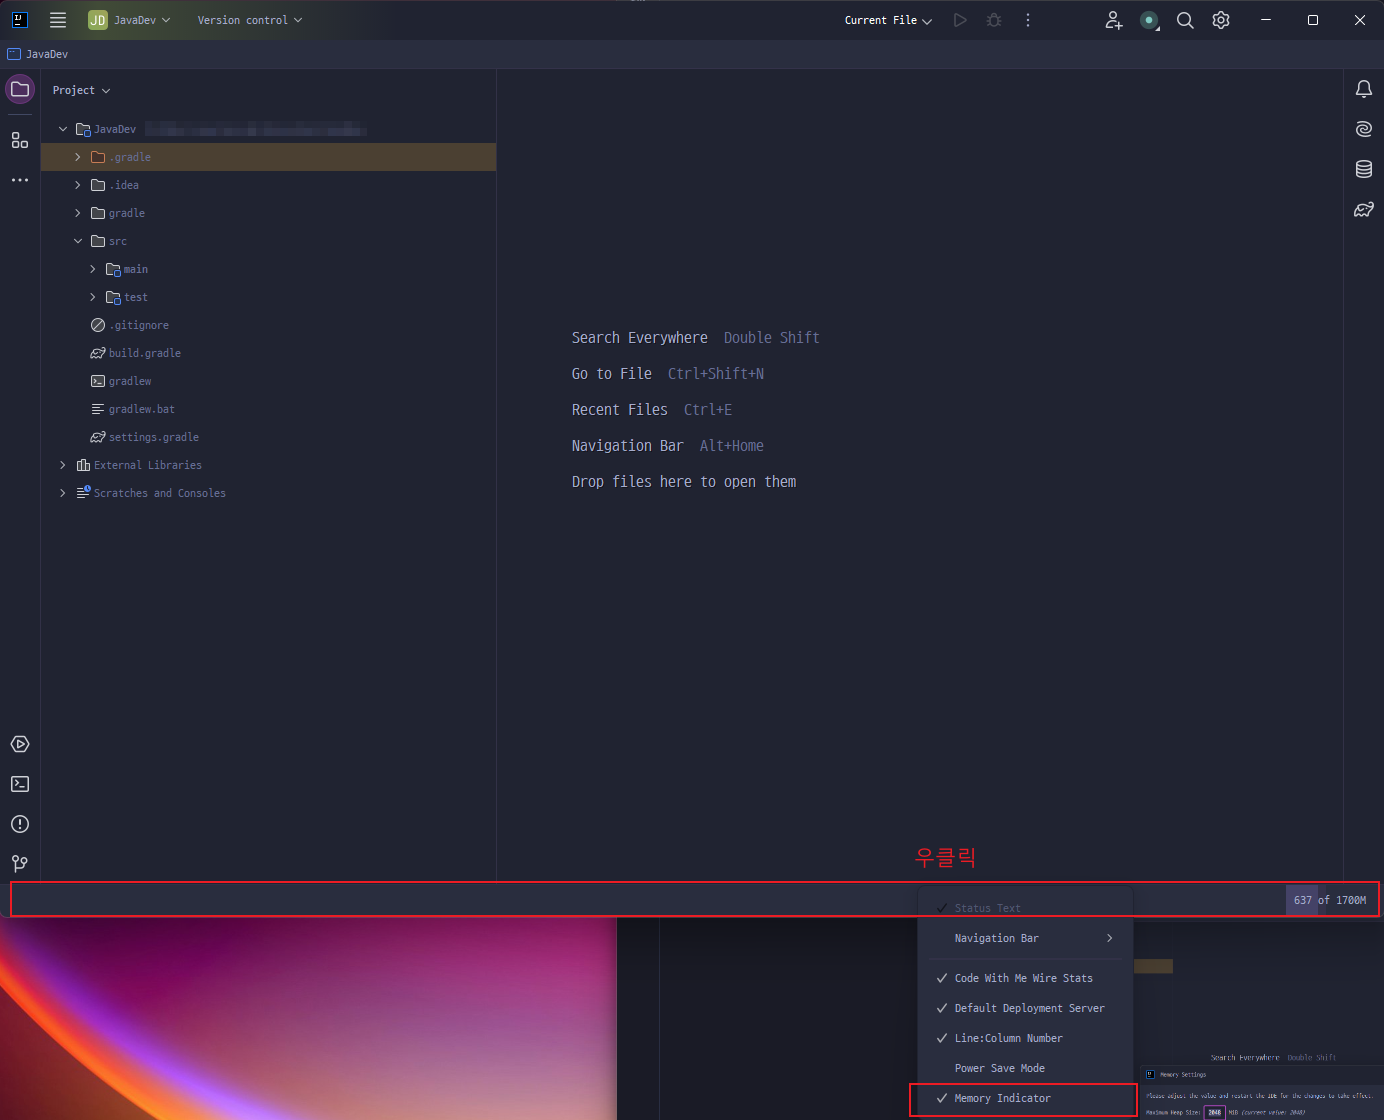 JD JavaDev Version control Current File
JavaDev
Project
JavaDev
.gradle
.idea
gradle
src
main
test
.gitignore
build.gradle
gradlew
gradlew.bat
settings.gradle
External Libraries
Scratches and Consoles
Search Everywhere Double Shift
Go to File Ctrl+Shift+N
Recent Files Ctrl+E
Navigation Bar Alt+Home
Drop files here to open them
우클릭
637 of 1700M
Status Text
Navigation Bar
Code With Me Wire Stats
Default Deployment Server
Line:Column Number
Power Save Mode
Memory Indicator
Search Everywhere Double Shift
Memory Settings
Please adjust the value and restart the IDE for the changes to take effect.
Maximum Heap Size: 2048 MiB (current value: 2048)